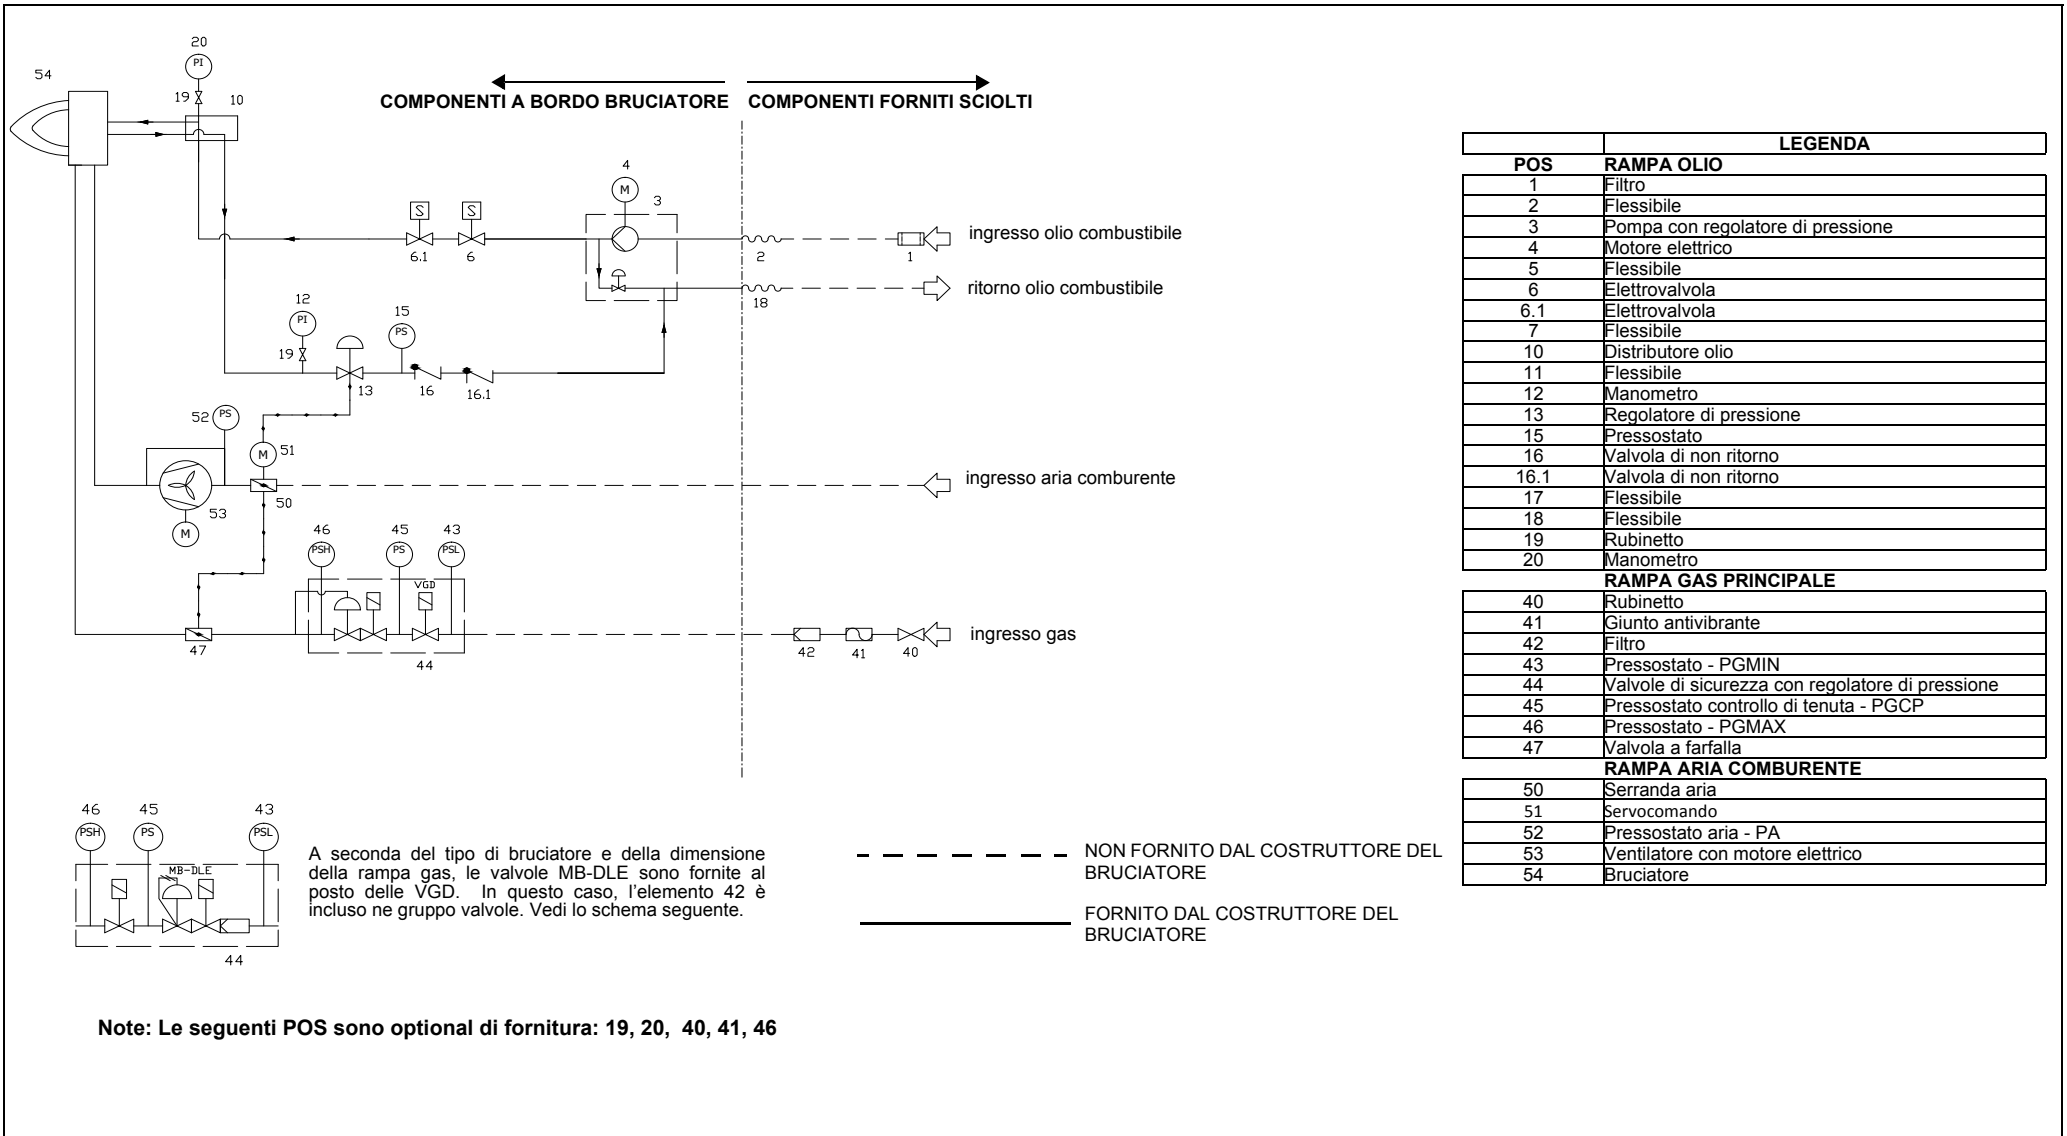 20
PI
54
19
10
COMPONENTI A BORDO BRUCIATORE
COMPONENTI FORNITI SCIOLTI
4
M
3
S
S
6.1
6
2
1
ingresso olio combustibile
18
ritorno olio combustibile
12
PI
19
15
PS
13
16
16.1
52
PS
M
51
53
50
M
ingresso aria comburente
46
45
43
PSH
PS
PSL
VGD
47
44
42
41
40
ingresso gas
46
45
43
PSH
PS
PSL
MB-DLE
44
A seconda del tipo di bruciatore e della dimensione
della rampa gas, le valvole MB-DLE sono fornite al
posto delle VGD. In questo caso, l'elemento 42 è
incluso ne gruppo valvole. Vedi lo schema seguente.
NON FORNITO DAL COSTRUTTORE DEL
BRUCIATORE
FORNITO DAL COSTRUTTORE DEL
BRUCIATORE
Note: Le seguenti POS sono optional di fornitura: 19, 20, 40, 41, 46
LEGENDA
POS RAMPA OLIO
1 Filtro
2 Flessibile
3 Pompa con regolatore di pressione
4 Motore elettrico
5 Flessibile
6 Elettrovalvola
6.1 Elettrovalvola
7 Flessibile
10 Distributore olio
11 Flessibile
12 Manometro
13 Regolatore di pressione
15 Pressostato
16 Valvola di non ritorno
16.1 Valvola di non ritorno
17 Flessibile
18 Flessibile
19 Rubinetto
20 Manometro
RAMPA GAS PRINCIPALE
40 Rubinetto
41 Giunto antivibrante
42 Filtro
43 Pressostato - PGMIN
44 Valvole di sicurezza con regolatore di pressione
45 Pressostato controllo di tenuta - PGCP
46 Pressostato - PGMAX
47 Valvola a farfalla
RAMPA ARIA COMBURENTE
50 Serranda aria
51 Servocomando
52 Pressostato aria - PA
53 Ventilatore con motore elettrico
54 Bruciatore